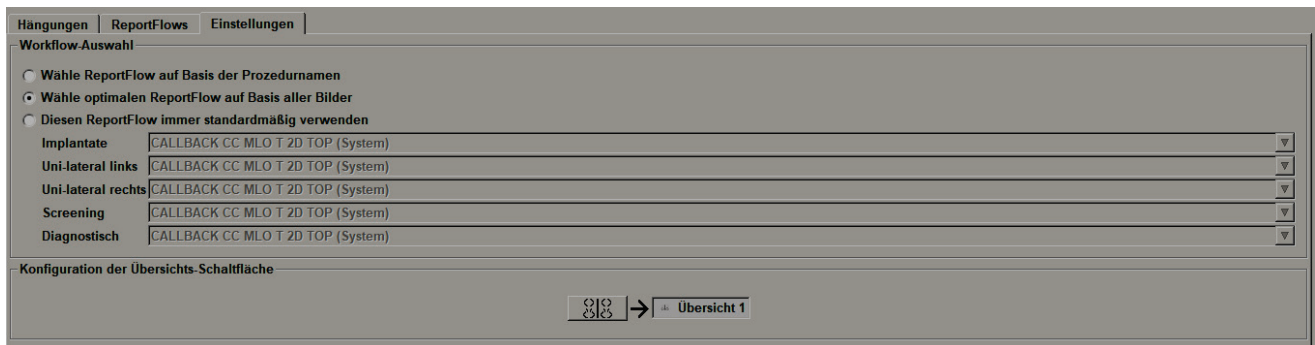 Hängungen ReportFlows Einstellungen
Workflow-Auswahl
Wähle ReportFlow auf Basis der Prozedurnamen
Wähle optimalen ReportFlow auf Basis aller Bilder
Diesen ReportFlow immer standardmäßig verwenden
Implantate CALLBACK CC MLO T 2D TOP (System)
Uni-lateral links CALLBACK CC MLO T 2D TOP (System)
Uni-lateral rechts CALLBACK CC MLO T 2D TOP (System)
Screening CALLBACK CC MLO T 2D TOP (System)
Diagnostisch CALLBACK CC MLO T 2D TOP (System)
Konfiguration der Übersichts-Schaltfläche
Übersicht 1